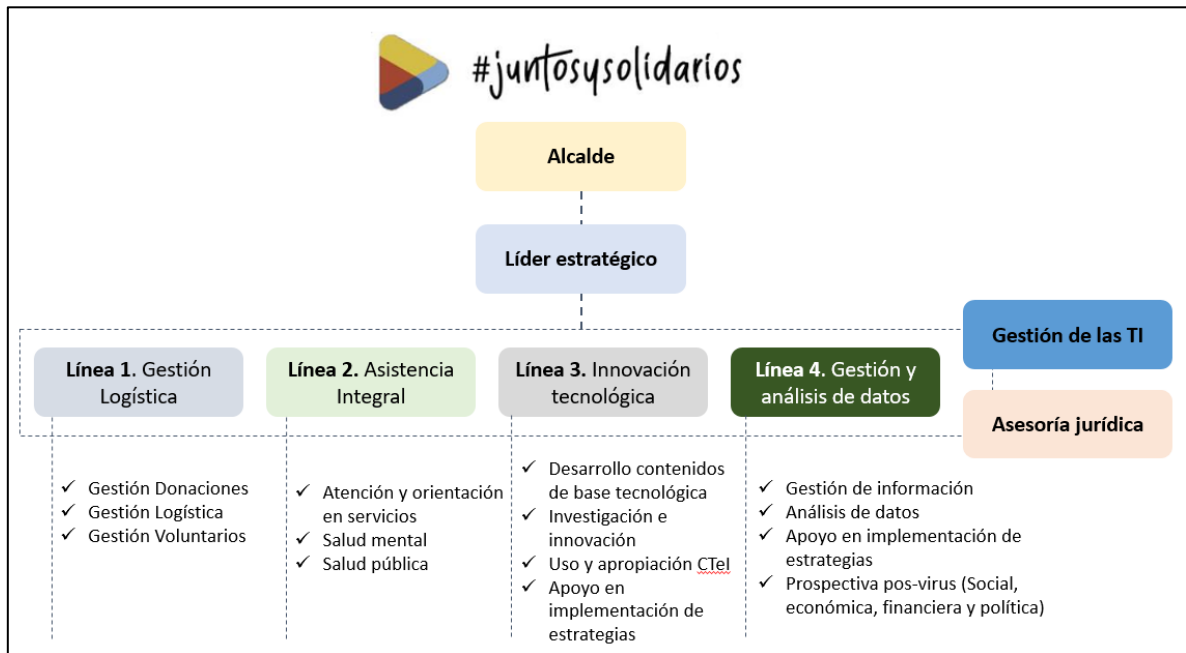 #juntosysolidarios
Alcalde
Líder estratégico
Gestión de las TI
Línea 1. Gestión
Logística
Línea 2. Asistencia
Integral
Línea 3. Innovación
tecnológica
Línea 4. Gestión y
análisis de datos
Asesoría jurídica
✓ Gestión Donaciones
✓ Gestión Logística
✓ Gestión Voluntarios
✓ Atención y orientación
en servicios
✓ Salud mental
✓ Salud pública
✓ Desarrollo contenidos
de base tecnológica
✓ Investigación e
innovación
✓ Uso y apropiación CTeI
✓ Apoyo en
implementación de
estrategias
✓ Gestión de información
✓ Análisis de datos
✓ Apoyo en implementación de
estrategias
✓ Prospectiva pos-virus (Social,
económica, financiera y política)